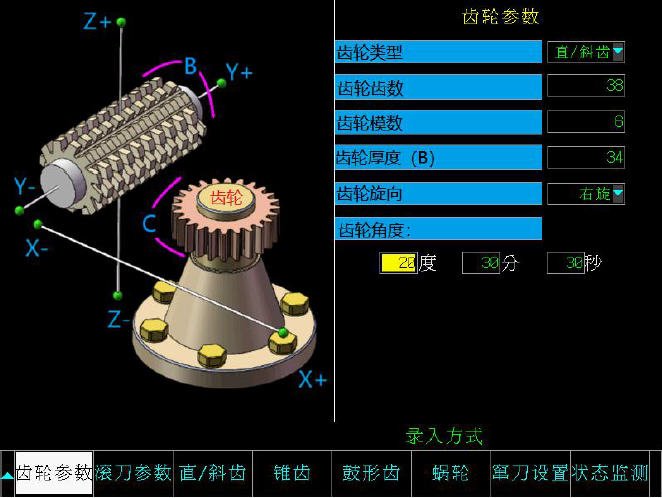 齿轮参数
齿轮类型 直/斜齿
齿轮齿数 38
齿轮模数 6
齿轮厚度（B） 34
齿轮旋向 右旋
齿轮角度：
20度 30分 30秒
Z+
B
Y+
Y-
齿轮
C
X-
Z-
X+
录入方式
齿轮参数 滚刀参数 直/斜齿 锥齿 鼓形齿 蜗轮 窜刀设置 状态监测